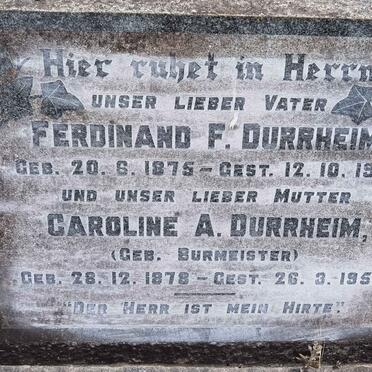 Hier ruhet in Herrn
UNSER LIEBER VATER
FERDINAND F. DURRHEIM
GEB. 20. 6. 1875 – GEST. 12. 10. 19
UND UNSER LIEBER MUTTER
CAROLINE A. DURRHEIM,
(GEB. BURMEISTER)
GEB. 28. 12. 1878 – GEST. 26. 3. 195
"DER HERR IST MEIN HIRTE."